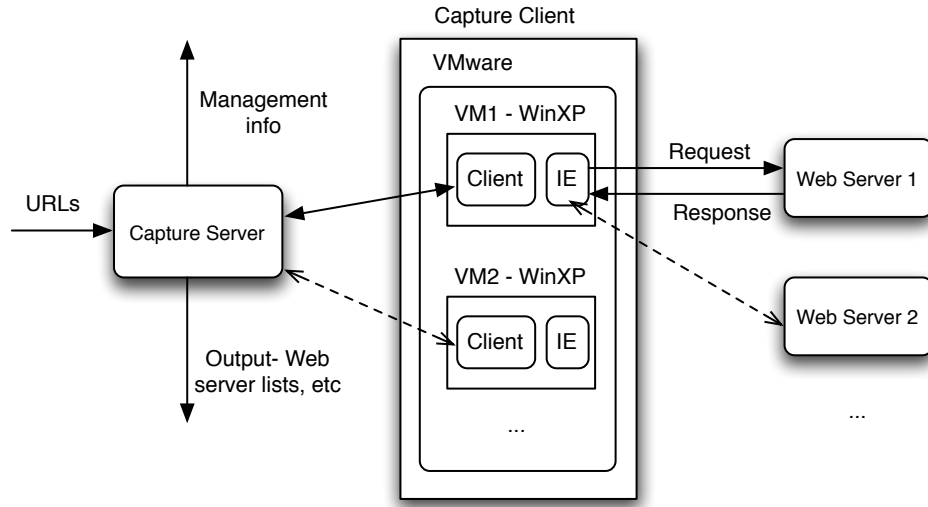 Capture Client
VMware
Management
info
VM1 - WinXP
Client
IE
Request
Web Server 1
URLs
Capture Server
Response
VM2 - WinXP
Client
IE
Web Server 2
Output- Web
server lists, etc
...
...